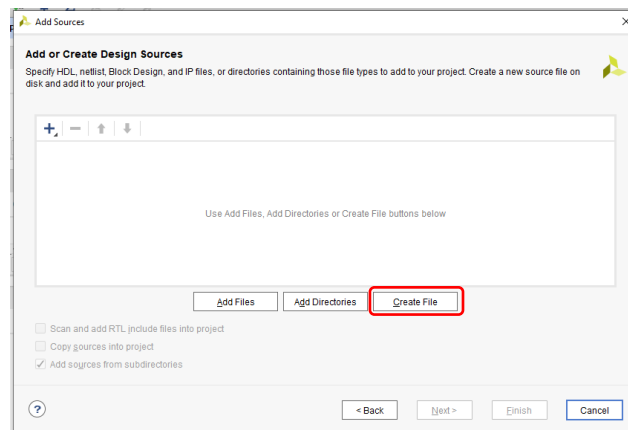 Add Sources
Add or Create Design Sources
Specify HDL, netlist, Block Design, and IP files, or directories containing those file types to add to your project. Create a new source file on
disk and add it to your project.
Use Add Files, Add Directories or Create File buttons below
Add Files
Add Directories
Create File
Scan and add RTL include files into project
Copy sources into project
Add sources from subdirectories
?
< Back
Next >
Finish
Cancel